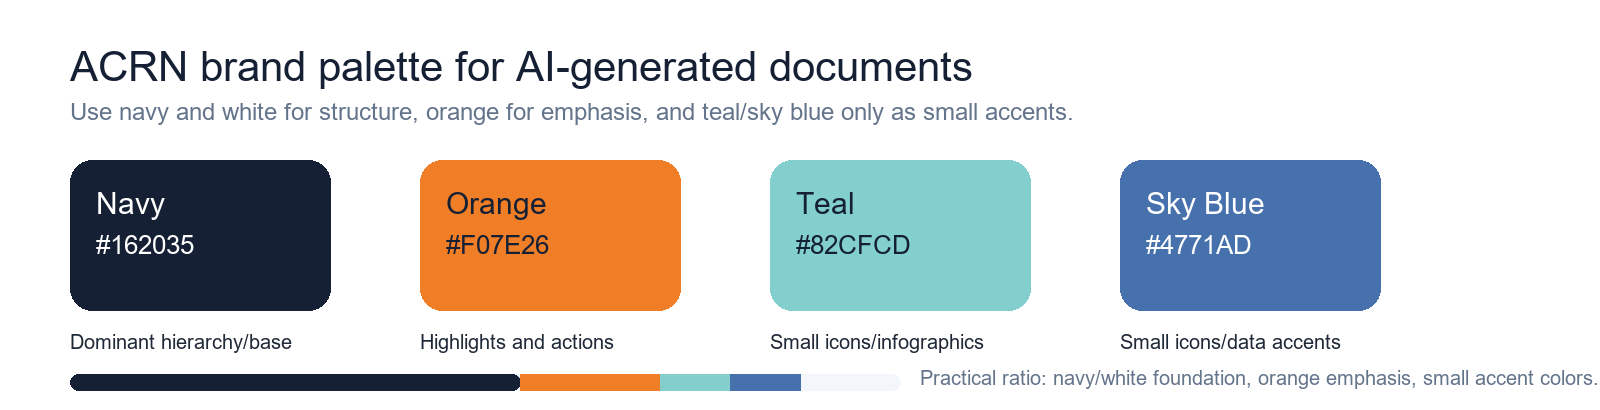 ACRN brand palette for AI-generated documents
Use navy and white for structure, orange for emphasis, and teal/sky blue only as small accents.
Navy
#162035
Orange
#F07E26
Teal
#82CFCD
Sky Blue
#4771AD
Dominant hierarchy/base
Highlights and actions
Small icons/infographics
Small icons/data accents
Practical ratio: navy/white foundation, orange emphasis, small accent colors.